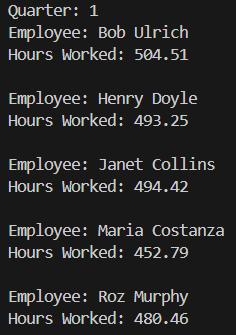 Quarter: 1
Employee: Bob Ulrich
Hours Worked: 504.51
Employee: Henry Doyle
Hours Worked: 493.25
Employee: Janet Collins
Hours Worked: 494.42
Employee: Maria Costanza
Hours Worked: 452.79
Employee: Roz Murphy
Hours Worked: 480.46